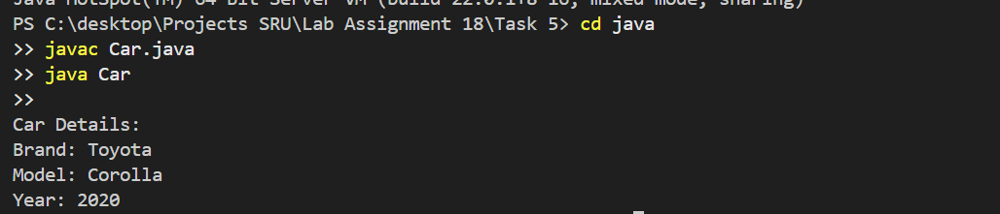 Java HotSpot(TM) 64-Bit Server VM (build 22.0.1+8-16, mixed mode, sharing)
PS C:\desktop\Projects SRU\Lab Assignment 18\Task 5> cd java
>> javac Car.java
>> java Car
>>
Car Details:
Brand: Toyota
Model: Corolla
Year: 2020